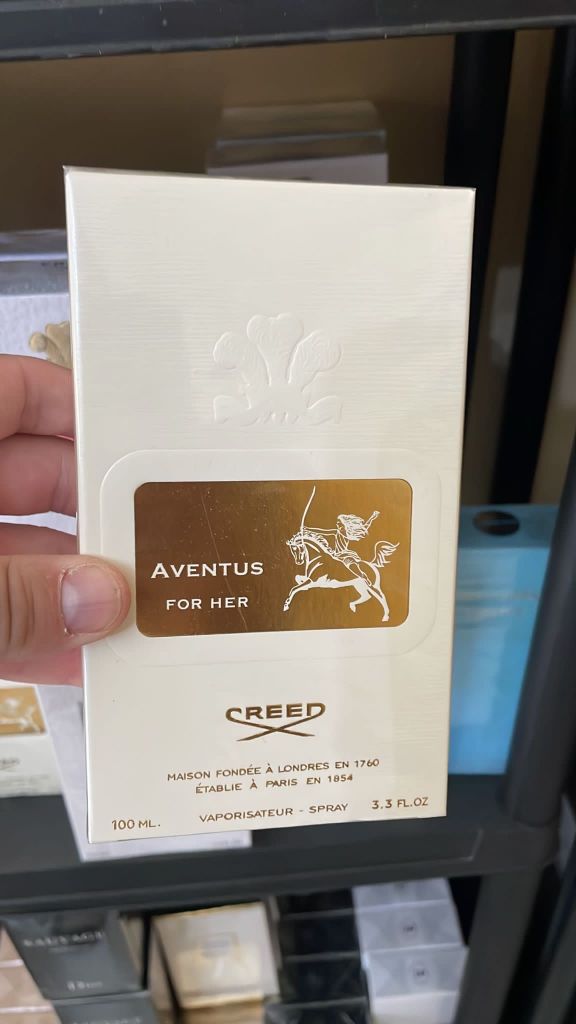 AVENTUS
FOR HER
CREED
MAISON FONDÉE À LONDRES EN 1760
ÉTABLIE À PARIS EN 1854
100 ML.
VAPORISATEUR - SPRAY
3.3 FL.OZ
SAUVAGE